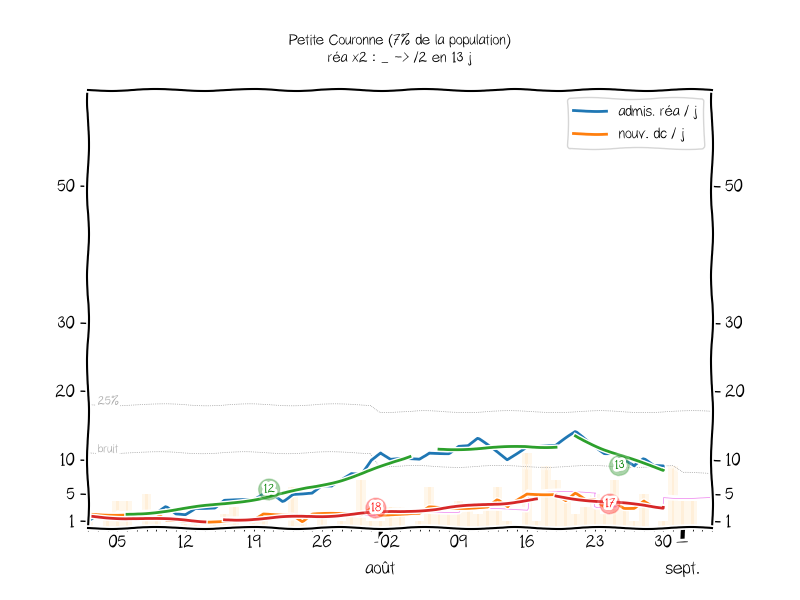 Petite Couronne (7% de la population)
réa x2 : _ -> /2 en 13 j
admis. réa / j
nouv. dc / j
50 50
30 30
20 20
25%
bruit
10 10
13
12
5 5
18 17
1 1
05 12 19 26 02 09 16 23 30
août sept.